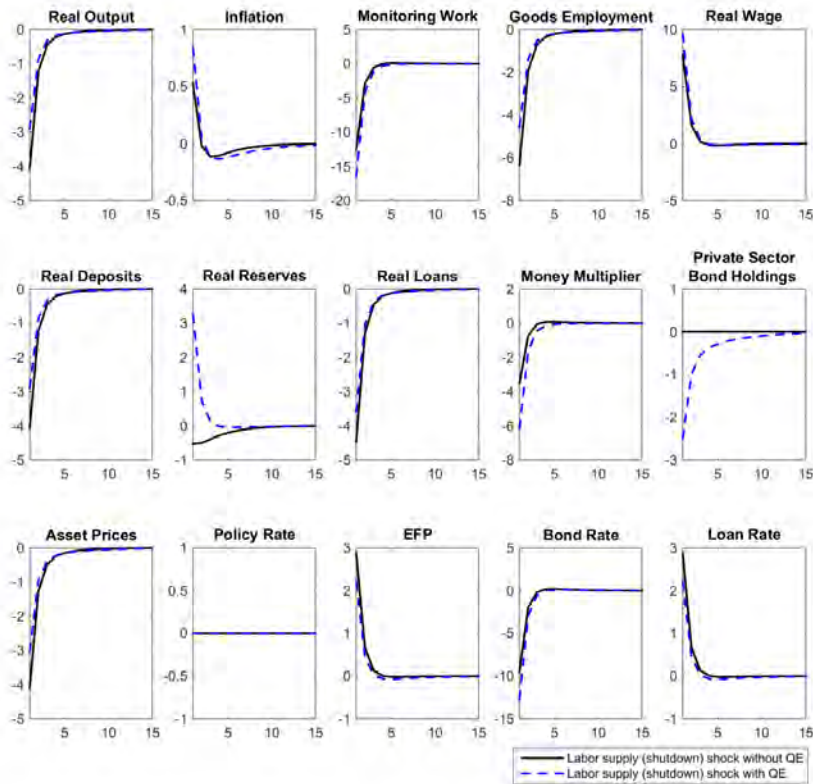 Real Output
0
-1
-2
-3
-4
-5
5 10 15
Inflation
1
0.5
0
-0.5
5 10 15
Monitoring Work
5
0
-5
-10
-15
-20
5 10 15
Goods Employment
0
-2
-4
-6
-8
5 10 15
Real Wage
10
5
0
-5
5 10 15
Real Deposits
0
-1
-2
-3
-4
-5
5 10 15
Real Reserves
4
3
2
1
0
-1
5 10 15
Real Loans
0
-1
-2
-3
-4
-5
5 10 15
Money Multiplier
2
0
-2
-4
-6
-8
5 10 15
Private Sector
Bond Holdings
1
0
-1
-2
-3
5 10 15
Asset Prices
0
-1
-2
-3
-4
-5
5 10 15
Policy Rate
1
0.5
0
-0.5
-1
5 10 15
EFP
3
2
1
0
-1
5 10 15
Bond Rate
5
0
-5
-10
-15
5 10 15
Loan Rate
3
2
1
0
-1
5 10 15
Labor supply (shutdown) shock without QE
Labor supply (shutdown) shock with QE